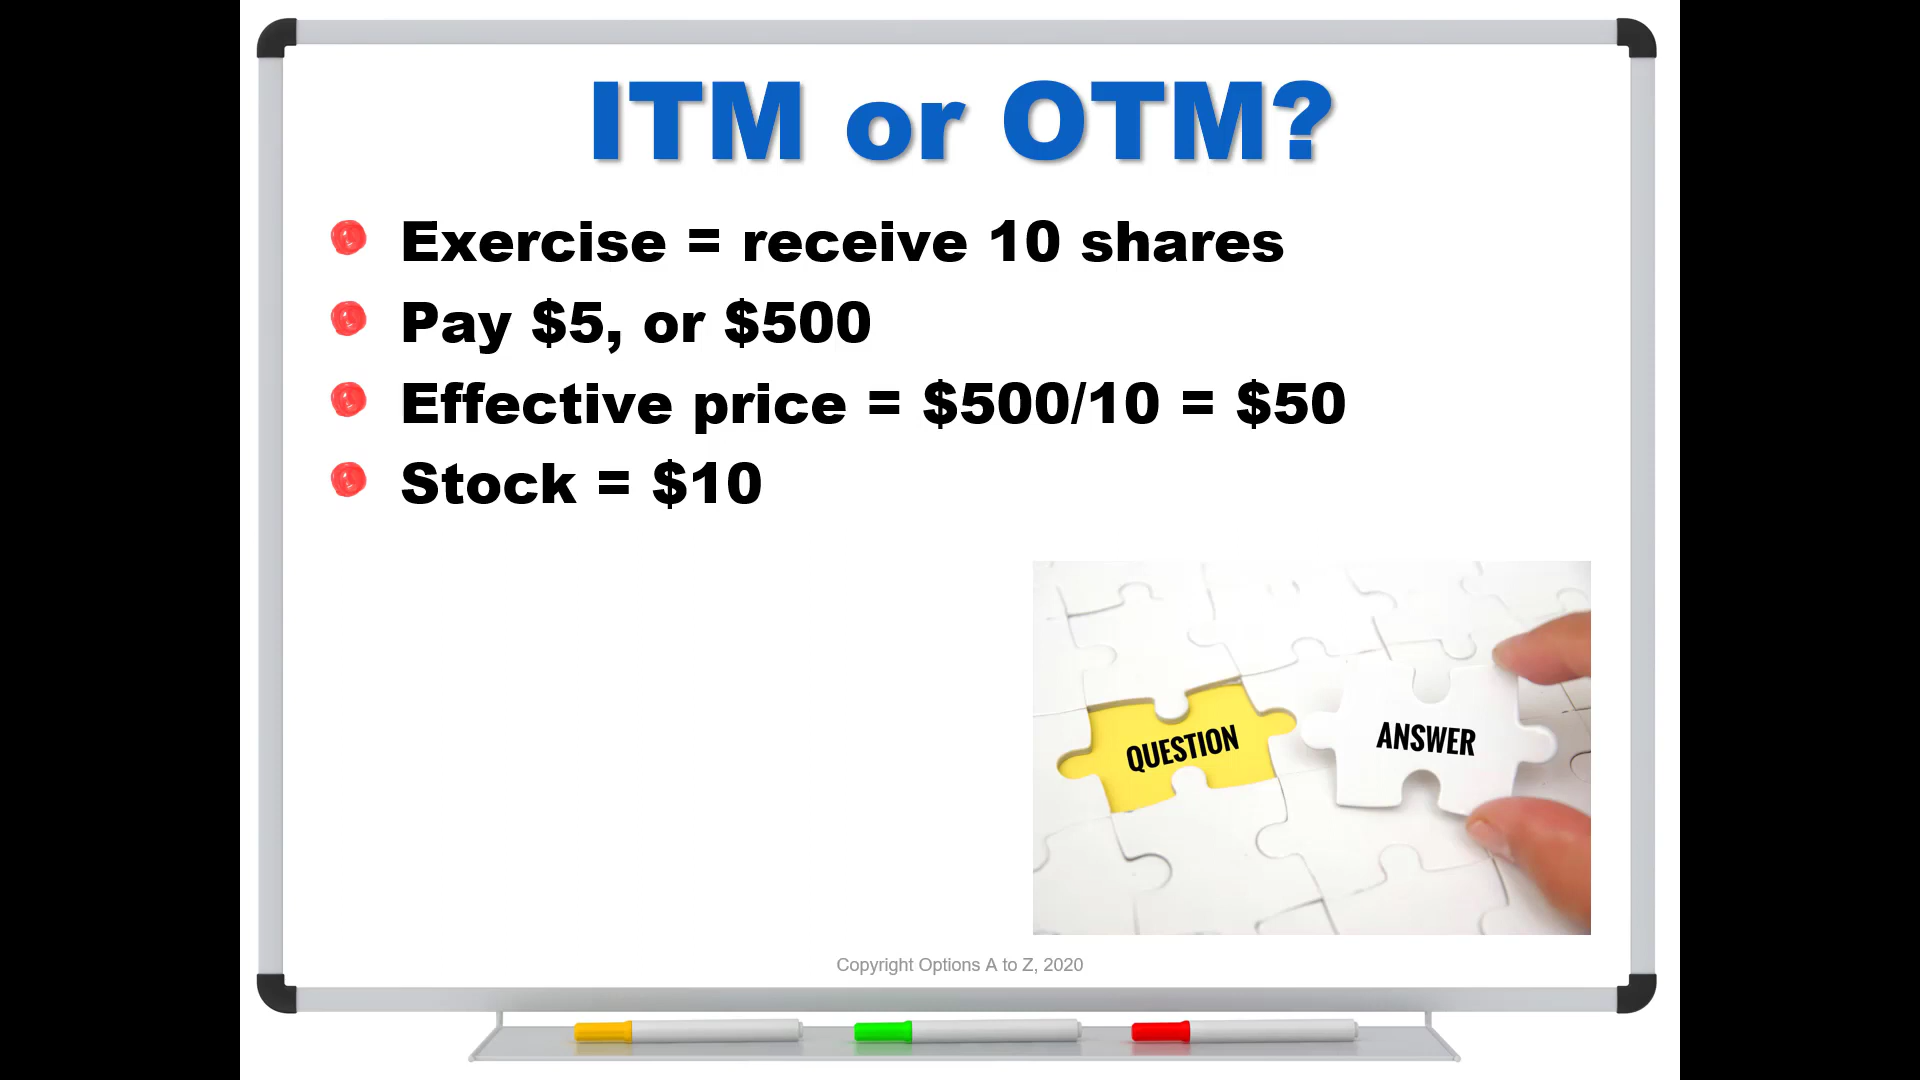 ITM or OTM?
Exercise = receive 10 shares
Pay $5, or $500
Effective price = $500/10 = $50
Stock = $10
QUESTION
ANSWER
Copyright Options A to Z, 2020